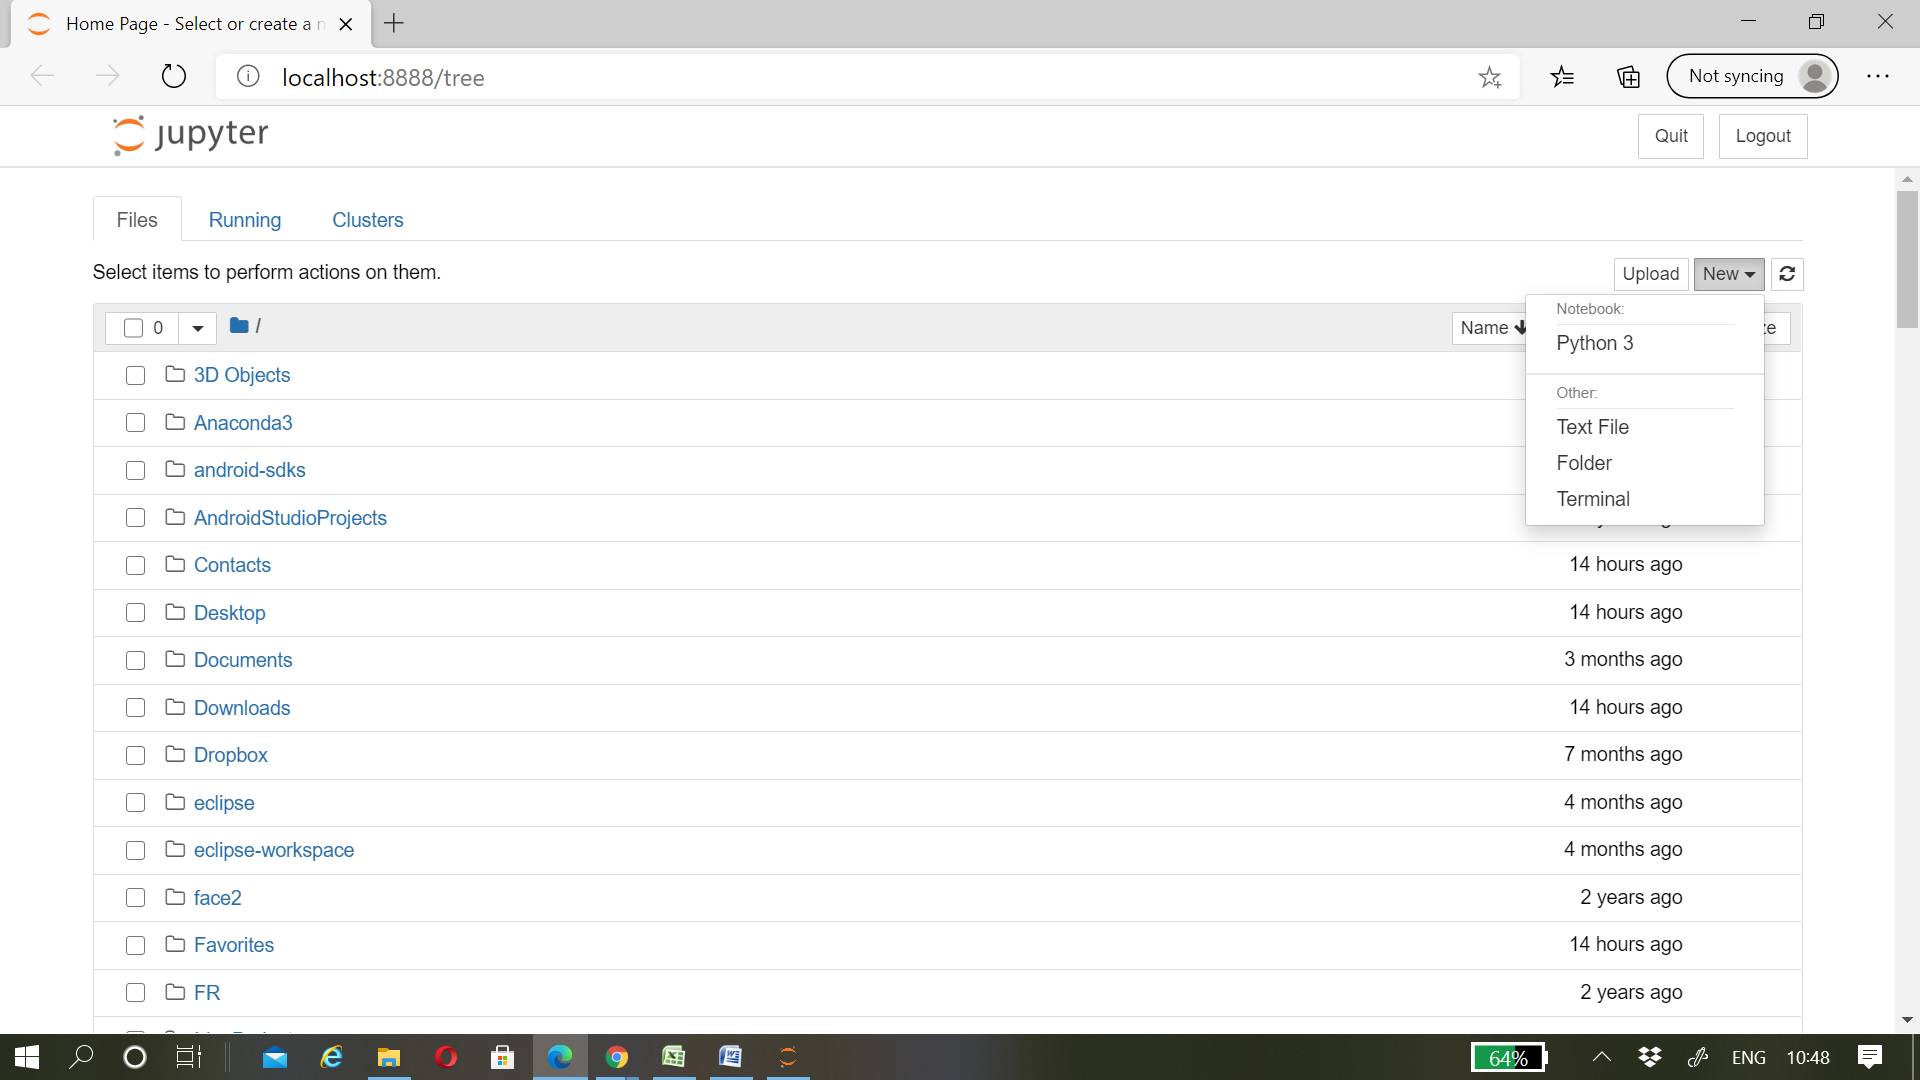 Home Page - Select or create a n
localhost:8888/tree
Not syncing
jupyter
Quit
Logout
Files
Running
Clusters
Select items to perform actions on them.
Upload
New
0
/
Name
Notebook:
Python 3
Other:
Text File
Folder
Terminal
3D Objects
Anaconda3
android-sdks
AndroidStudioProjects
Contacts 14 hours ago
Desktop 14 hours ago
Documents 3 months ago
Downloads 14 hours ago
Dropbox 7 months ago
eclipse 4 months ago
eclipse-workspace 4 months ago
face2 2 years ago
Favorites 14 hours ago
FR 2 years ago
64%
ENG
10:48